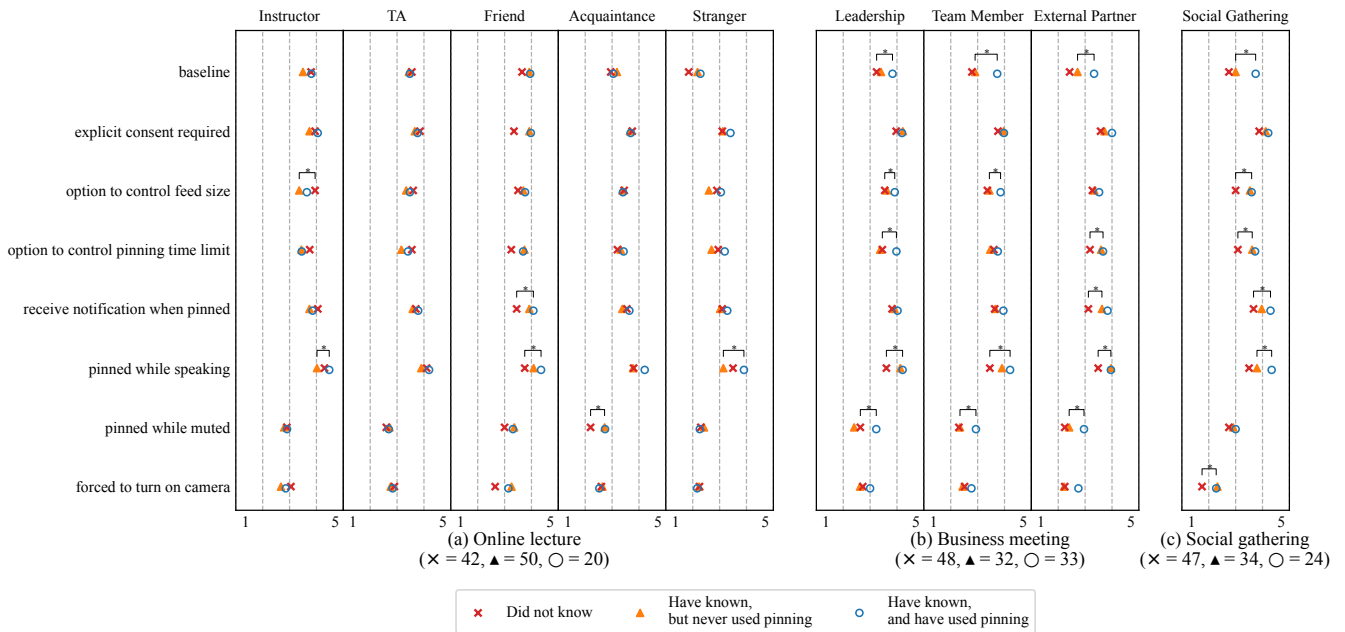 Instructor TA Friend Acquaintance Stranger Leadership Team Member External Partner Social Gathering
baseline * * * *
explicit consent required
option to control feed size * * * *
option to control pinning time limit * * *
receive notification when pinned * * *
pinned while speaking * * * * * * *
pinned while muted * * * *
forced to turn on camera *
1 5 1 5 1 5 1 5 1 5 1 5 1 5 1 5 1 5
(a) Online lecture (b) Business meeting (c) Social gathering
(× = 42, ▲ = 50, ○ = 20) (× = 48, ▲ = 32, ○ = 33) (× = 47, ▲ = 34, ○ = 24)
Did not know Have known, Have known,
but never used pinning and have used pinning